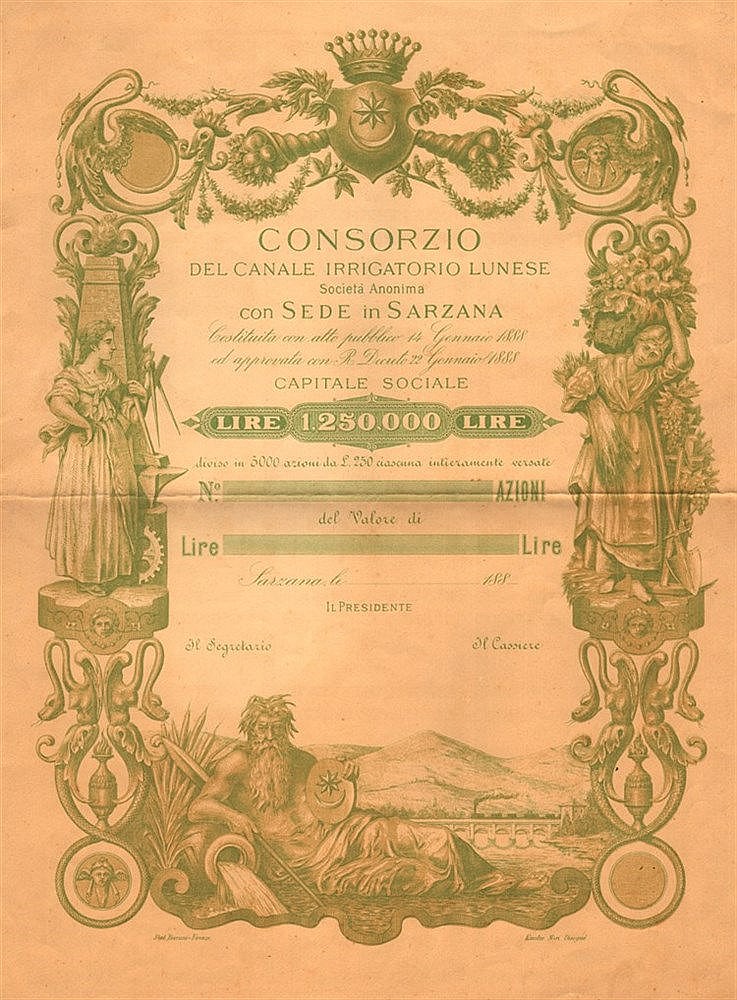 CONSORZIO
DEL CANALE IRRIGATORIO LUNESE
Società Anonima
con SEDE in SARZANA
Costituita con atto pubblico 14 Gennaio 1888
ed approvata con R. Decreto 22 Gennaio 1888
CAPITALE SOCIALE
LIRE 1.250.000 LIRE
diviso in 5000 azioni da L. 250 ciascuna intieramente versate
N.º AZIONI
del Valore di
Lire Lire
Sarzana, le 188
IL PRESIDENTE
Il Segretario Il Cassiere
Firenze